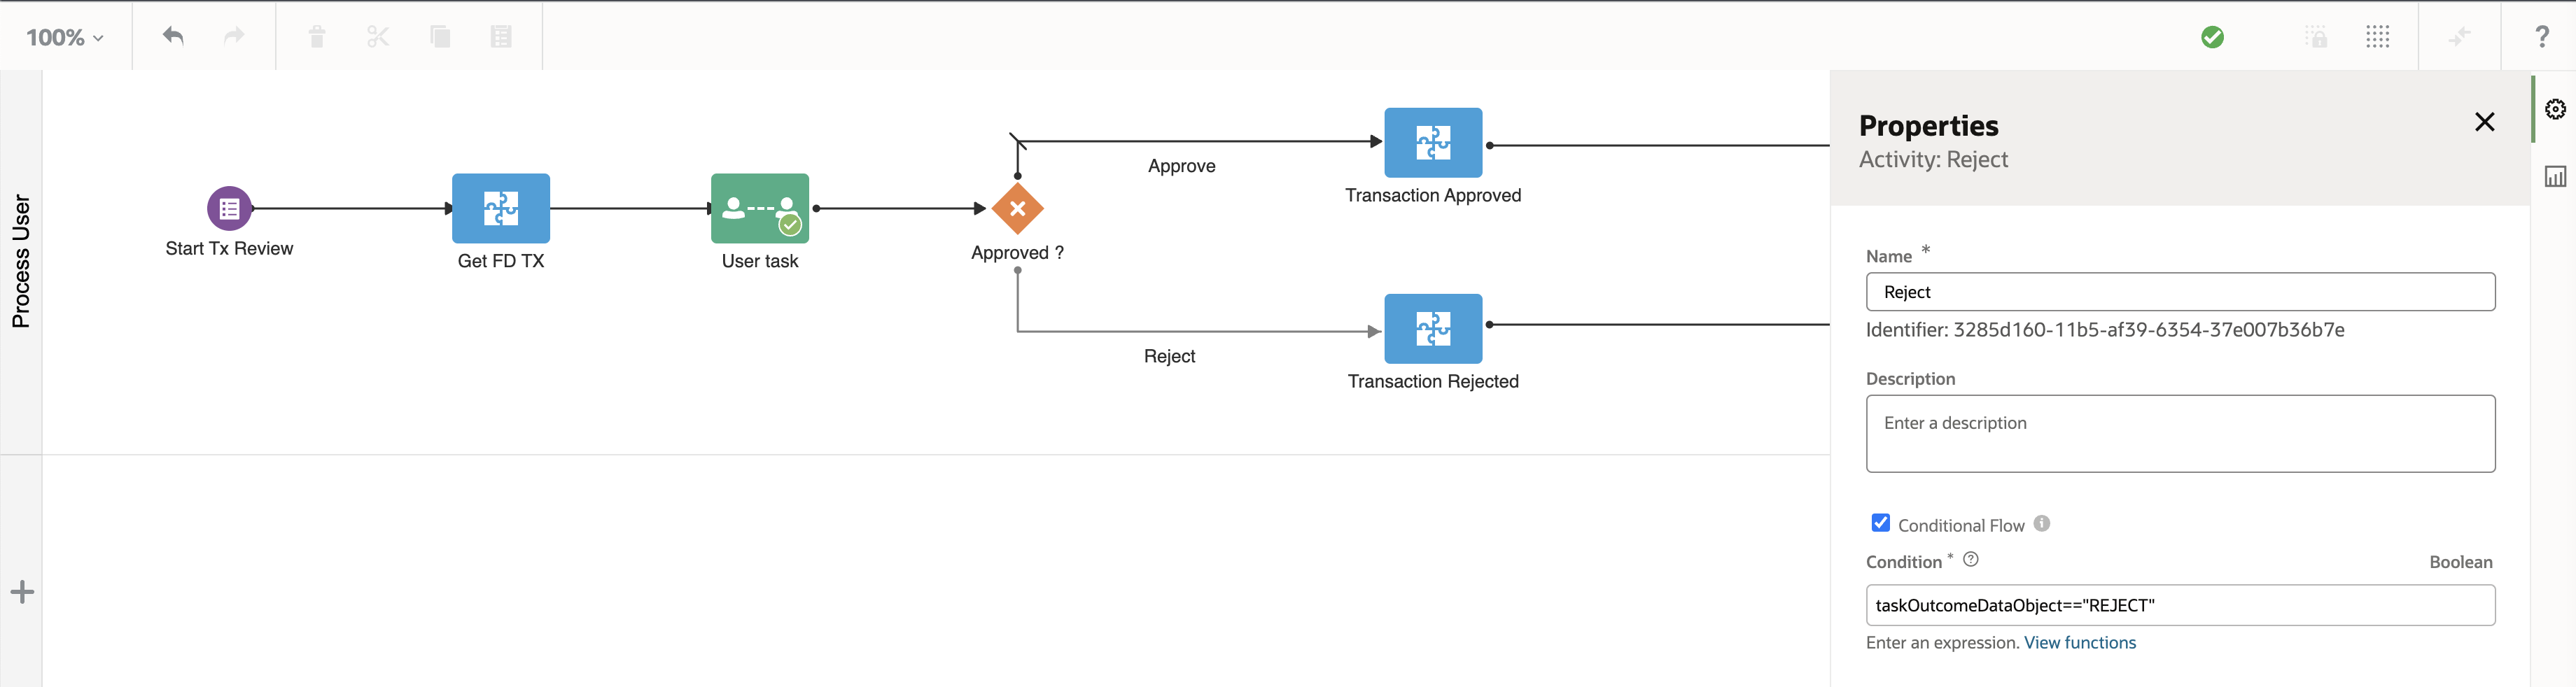 100%
?
Process User
Start Tx Review
Get FD TX
User task
Approved ?
Approve
Transaction Approved
Reject
Transaction Rejected
Properties
Activity: Reject
Name *
Reject
Identifier: 3285d160-11b5-af39-6354-37e007b36b7e
Description
Enter a description
Conditional Flow
Condition * Boolean
taskOutcomeDataObject=="REJECT"
Enter an expression. View functions